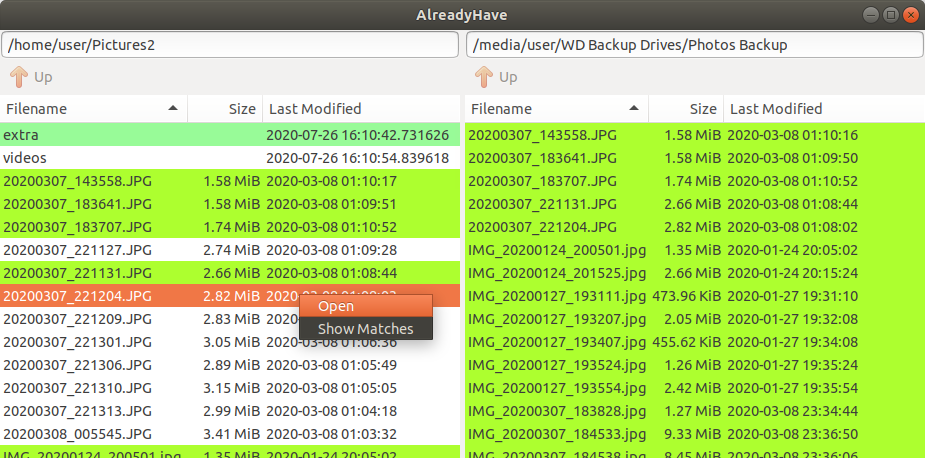 AlreadyHave
/home/user/Pictures2
/media/user/WD Backup Drives/Photos Backup
Up
Up
Filename Size Last Modified
extra 2020-07-26 16:10:42.731626
videos 2020-07-26 16:10:54.839618
20200307_143558.JPG 1.58 MiB 2020-03-08 01:10:17
20200307_183641.JPG 1.58 MiB 2020-03-08 01:09:51
20200307_183707.JPG 1.74 MiB 2020-03-08 01:10:52
20200307_221127.JPG 2.74 MiB 2020-03-08 01:09:28
20200307_221131.JPG 2.66 MiB 2020-03-08 01:08:44
20200307_221204.JPG 2.82 MiB
20200307_221209.JPG 2.83 MiB
20200307_221301.JPG 3.05 MiB 2020-03-08 01:06:36
20200307_221306.JPG 2.89 MiB 2020-03-08 01:05:49
20200307_221310.JPG 3.15 MiB 2020-03-08 01:05:05
20200307_221313.JPG 2.99 MiB 2020-03-08 01:04:18
20200308_005545.JPG 3.41 MiB 2020-03-08 01:03:32
IMG_20200124_200501.jpg 1.35 MiB 2020-01-24 20:05:02
Open
Show Matches
Filename Size Last Modified
20200307_143558.JPG 1.58 MiB 2020-03-08 01:10:16
20200307_183641.JPG 1.58 MiB 2020-03-08 01:09:50
20200307_183707.JPG 1.74 MiB 2020-03-08 01:10:52
20200307_221131.JPG 2.66 MiB 2020-03-08 01:08:44
20200307_221204.JPG 2.82 MiB 2020-03-08 01:08:02
IMG_20200124_200501.jpg 1.35 MiB 2020-01-24 20:05:02
IMG_20200124_201525.jpg 2.66 MiB 2020-01-24 20:15:24
IMG_20200127_193111.jpg 473.96 KiB 2020-01-27 19:31:10
IMG_20200127_193207.jpg 2.05 MiB 2020-01-27 19:32:08
IMG_20200127_193407.jpg 455.62 KiB 2020-01-27 19:34:08
IMG_20200127_193524.jpg 1.26 MiB 2020-01-27 19:35:24
IMG_20200127_193554.jpg 2.42 MiB 2020-01-27 19:35:54
IMG_20200307_183828.jpg 1.27 MiB 2020-03-08 23:34:44
IMG_20200307_184533.jpg 9.33 MiB 2020-03-08 23:36:50
IMG_20200307_184538.jpg 8.45 MiB 2020-03-08 23:36:06